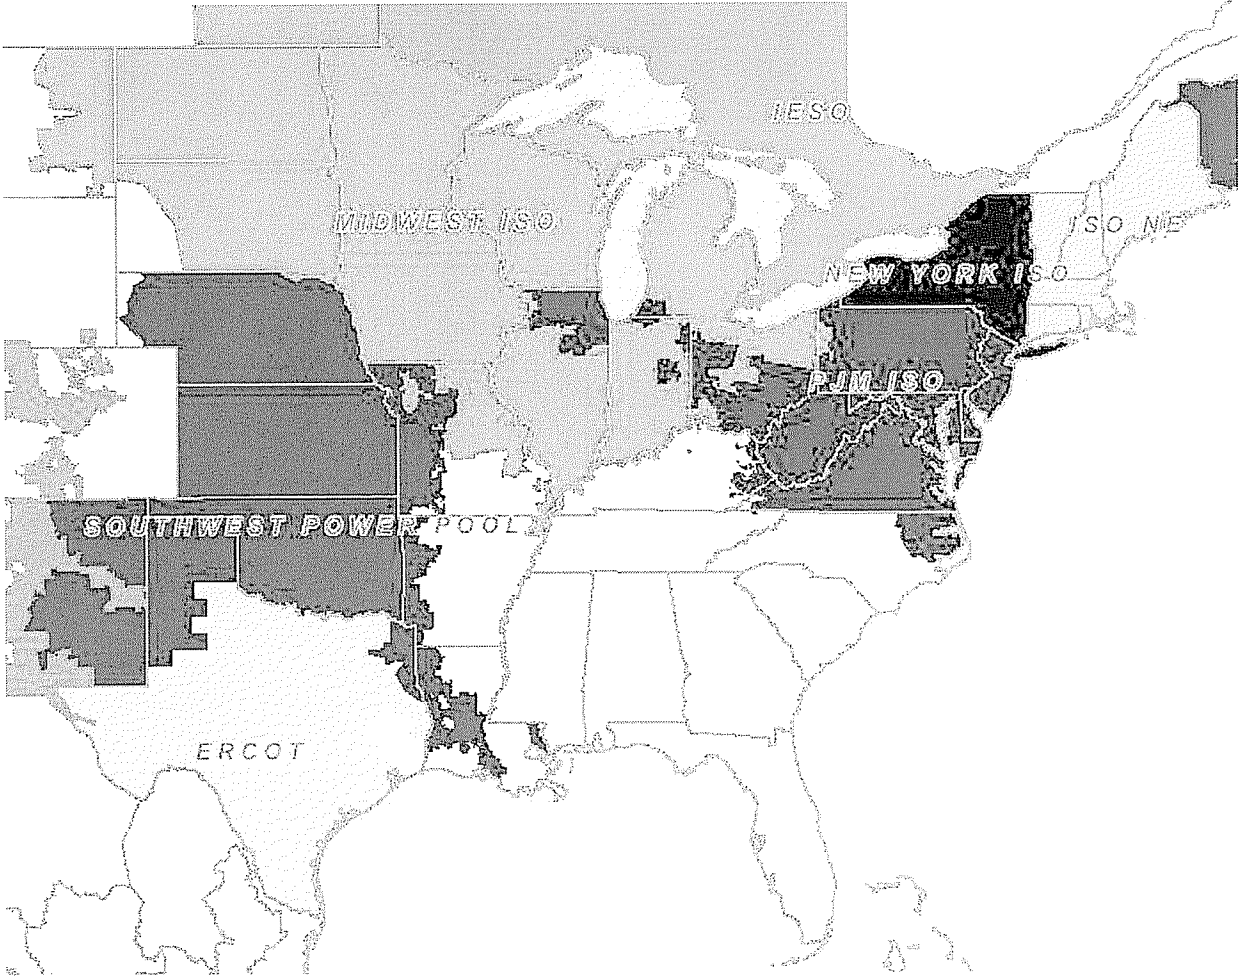 IESO
MIDWEST ISO
ISO NE
NEW YORK ISO
PJM ISO
SOUTHWEST POWER POOL
ERCOT